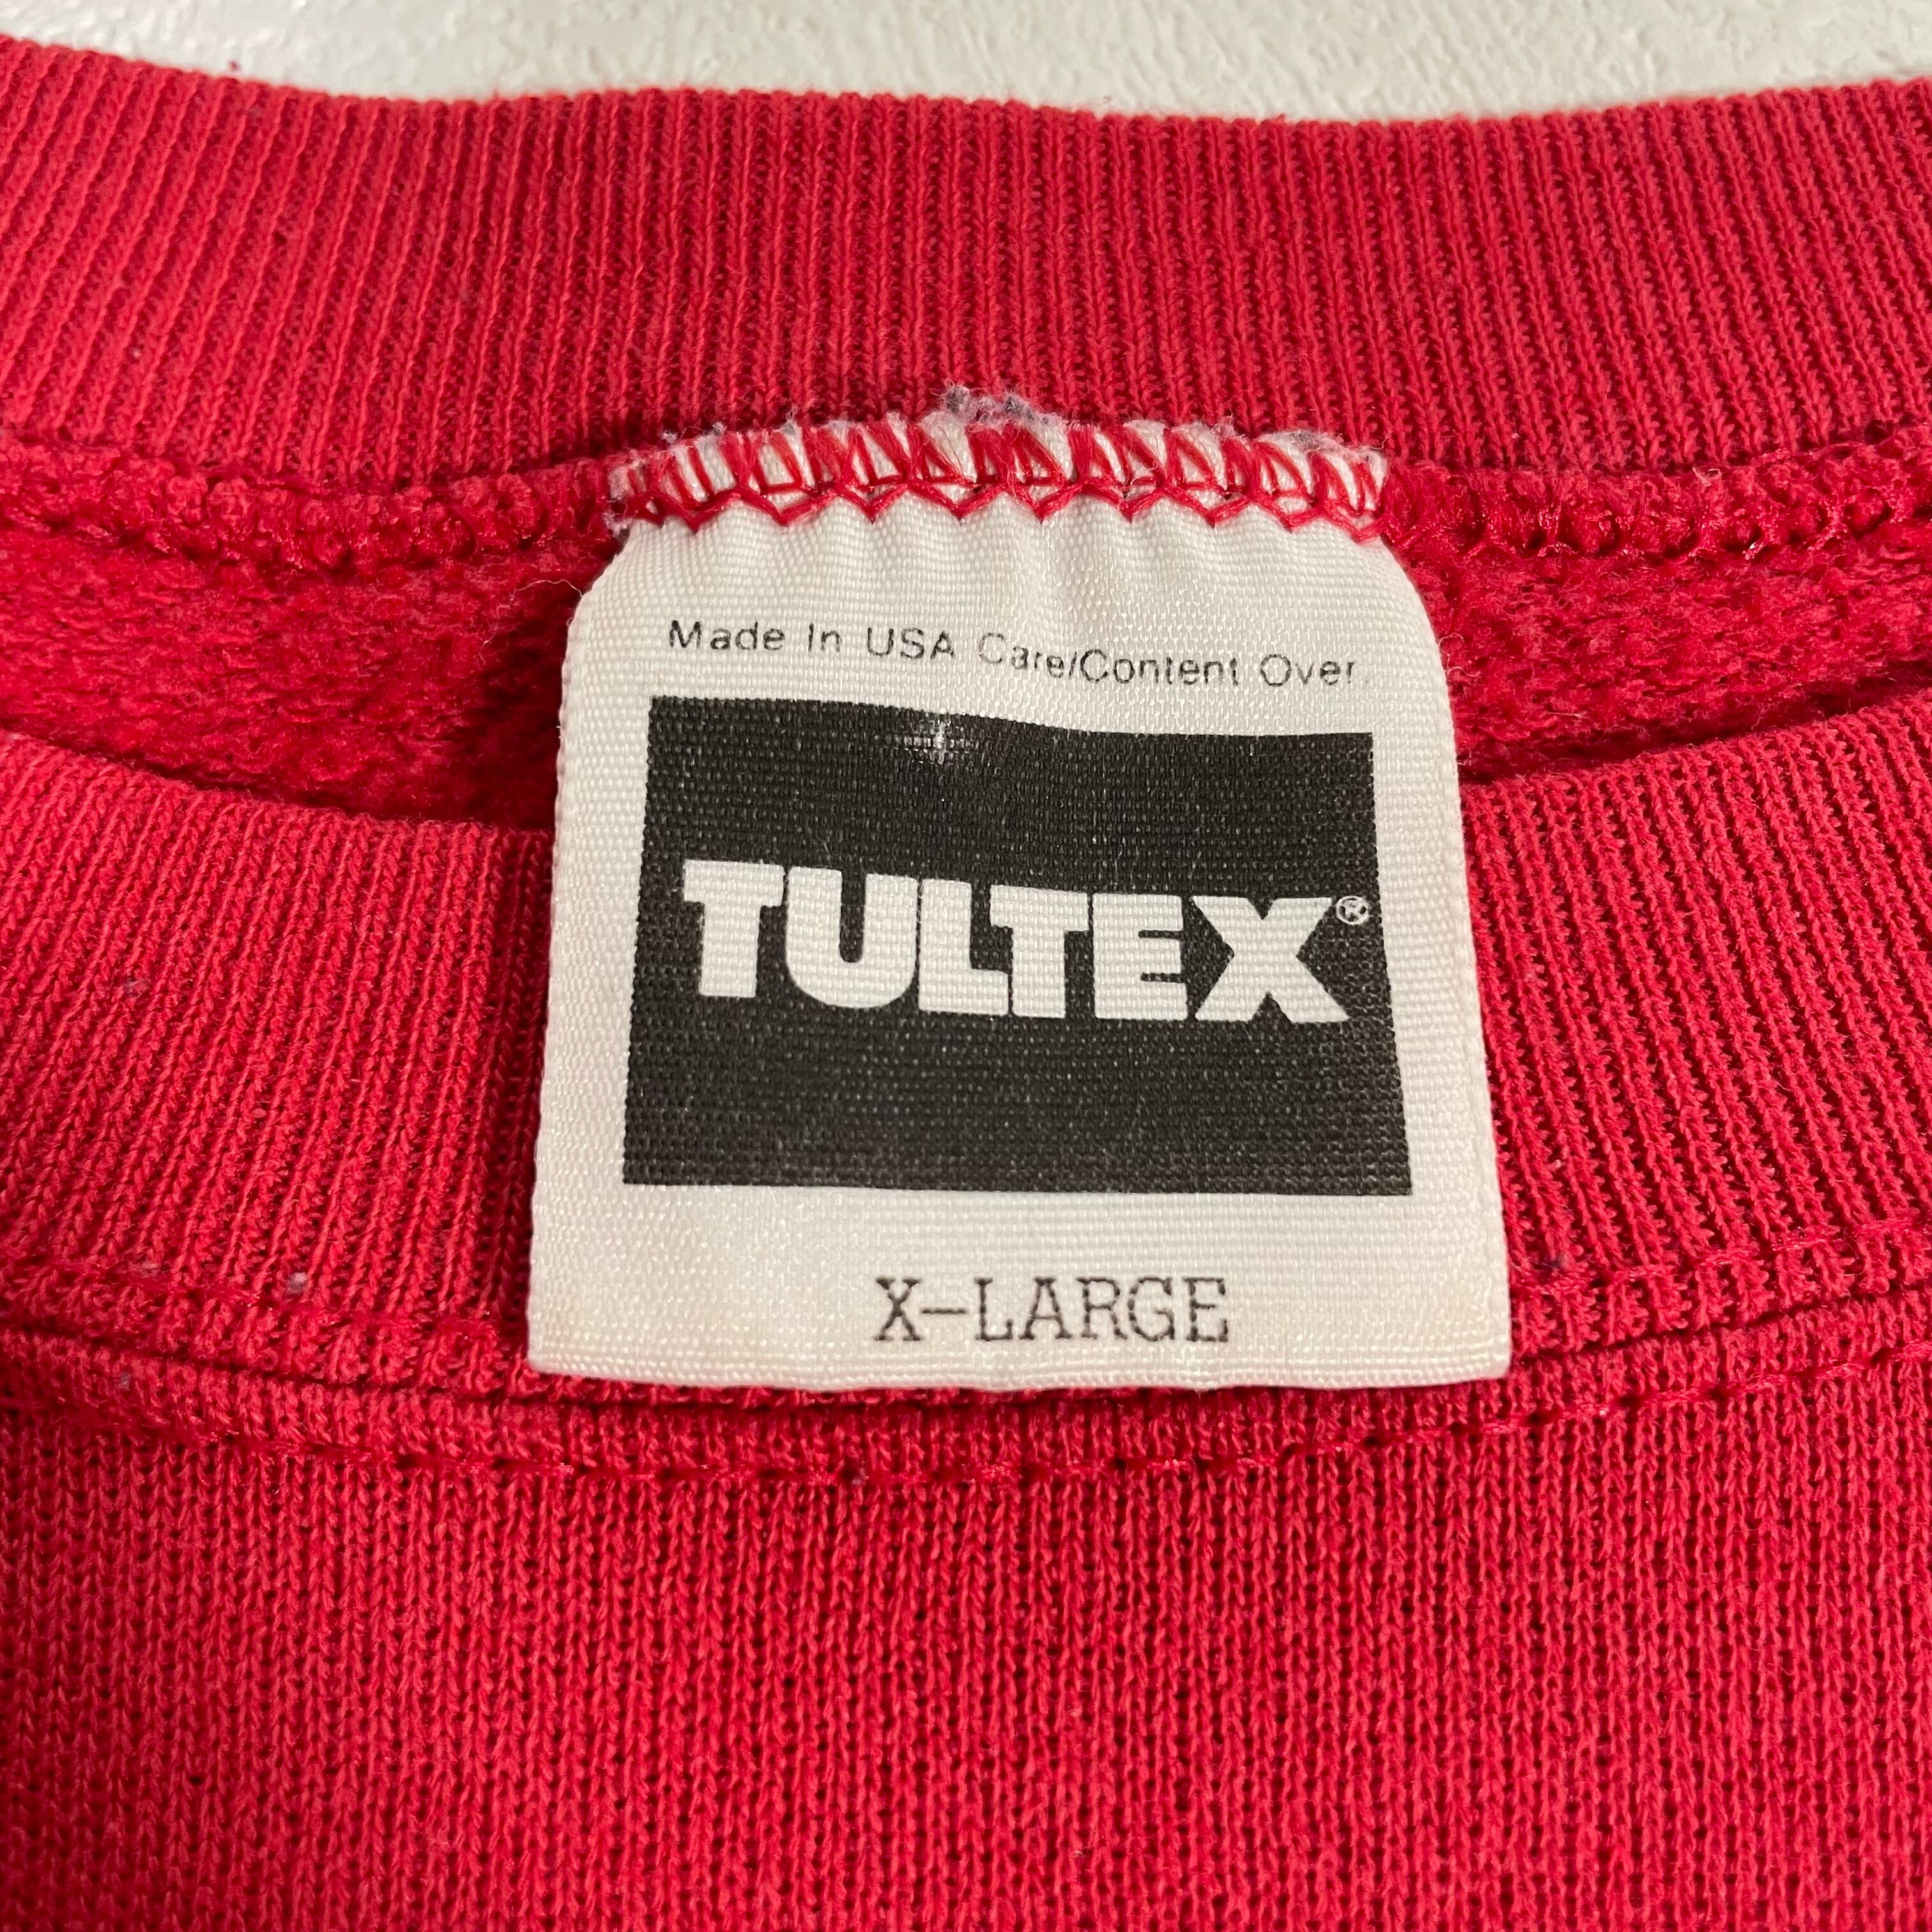 Made In USA Care/Content Over.
TULTEX®
X-LARGE